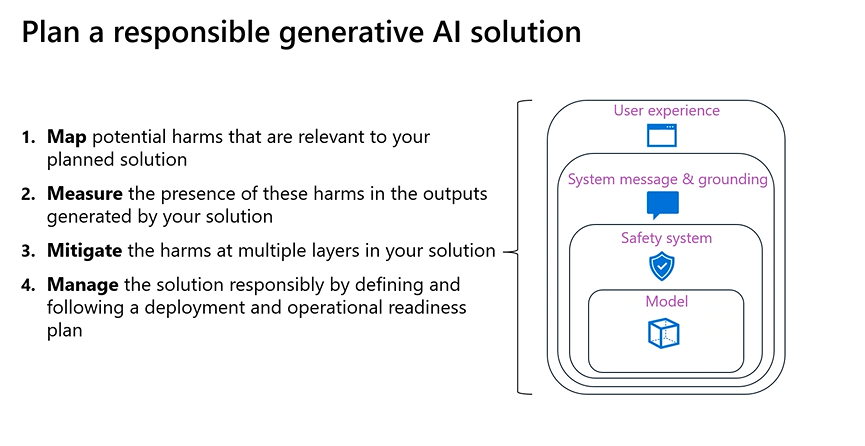 Plan a responsible generative AI solution
1. Map potential harms that are relevant to your
planned solution
2. Measure the presence of these harms in the outputs
generated by your solution
3. Mitigate the harms at multiple layers in your solution
4. Manage the solution responsibly by defining and
following a deployment and operational readiness
plan
User experience
System message & grounding
Safety system
Model